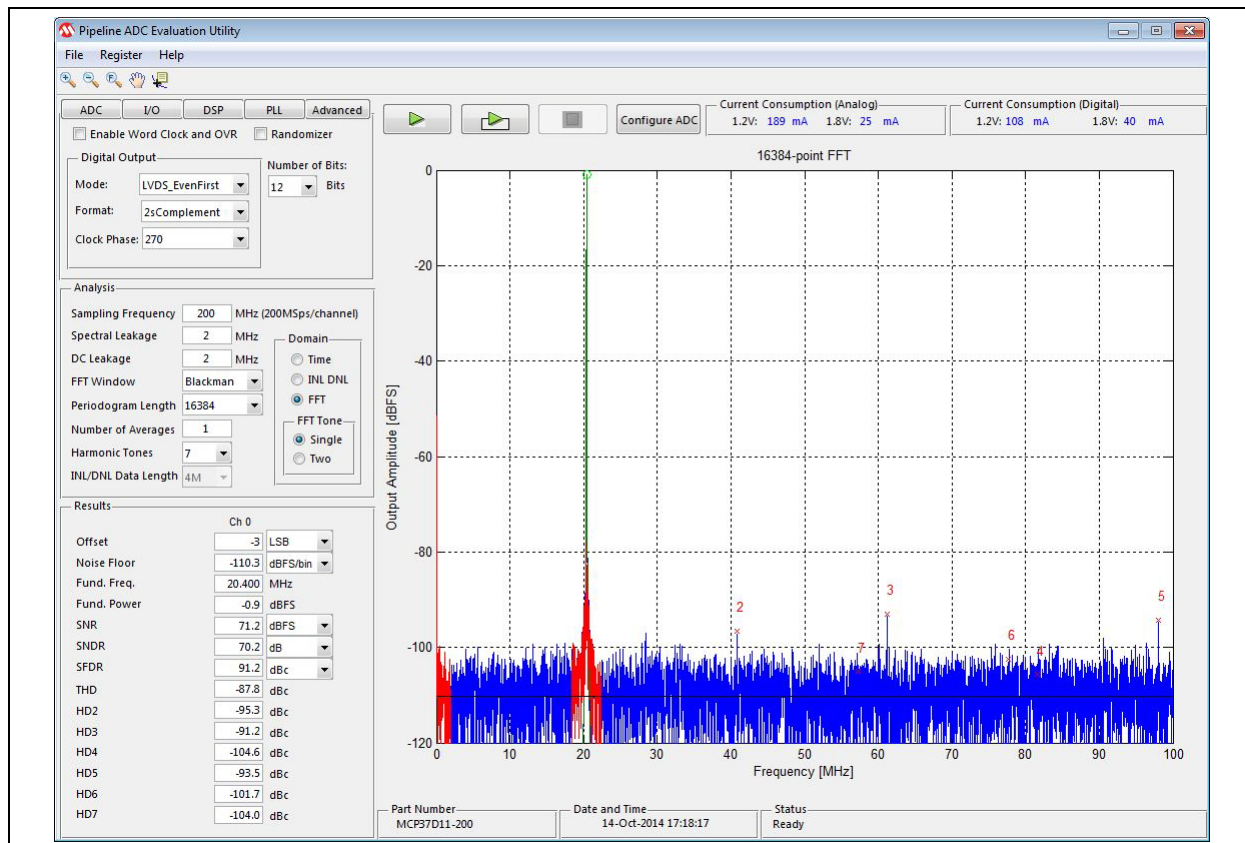 Pipeline ADC Evaluation Utility
File Register Help
ADC I/O DSP PLL Advanced
Enable Word Clock and OVR Randomizer
Digital Output
Mode: LVDS_EvenFirst
Format: 2sComplement
Clock Phase: 270
Number of Bits:
12 Bits
Configure ADC
Current Consumption (Analog)
1.2V: 189 mA 1.8V: 25 mA
Current Consumption (Digital)
1.2V: 108 mA 1.8V: 40 mA
Analysis
Sampling Frequency 200 MHz (200MSps/channel)
Spectral Leakage 2 MHz
DC Leakage 2 MHz
FFT Window Blackman
Periodogram Length 16384
Number of Averages 1
Harmonic Tones 7
INL/DNL Data Length 4M
Domain
Time
INL DNL
FFT
FFT Tone
Single
Two
Results
Ch 0
Offset -3 LSB
Noise Floor -110.3 dBFS/bin
Fund. Freq. 20.400 MHz
Fund. Power -0.9 dBFS
SNR 71.2 dBFS
SNDR 70.2 dB
SFDR 91.2 dBc
THD -87.8 dBc
HD2 -95.3 dBc
HD3 -91.2 dBc
HD4 -104.6 dBc
HD5 -93.5 dBc
HD6 -101.7 dBc
HD7 -104.0 dBc
16384-point FFT
Output Amplitude [dBFS]
0
-20
-40
-60
-80
-100
-120
2
7
3
6
4
5
0 10 20 30 40 50 60 70 80 90 100
Frequency [MHz]
Part Number
MCP37D11-200
Date and Time
14-Oct-2014 17:18:17
Status
Ready